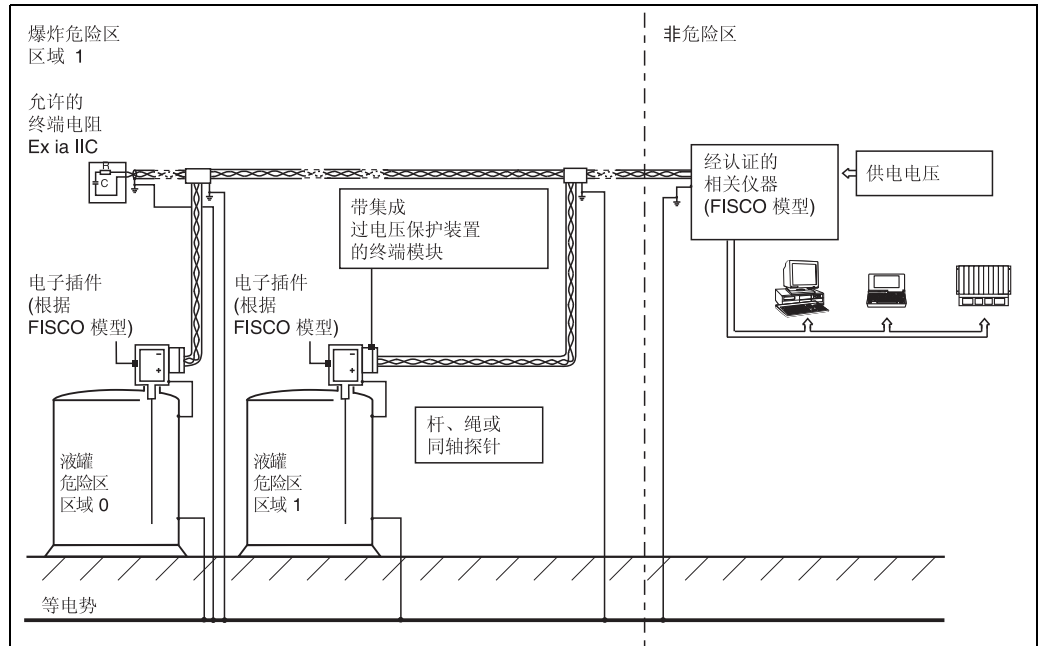 爆炸危险区
区域 1
非危险区
允许的
终端电阻
Ex ia IIC
R
C
经认证的
相关仪器
(FISCO 模型)
供电电压
带集成
过电压保护装置
的终端模块
电子插件
(根据
FISCO 模型)
电子插件
(根据
FISCO 模型)
-
+
-
+
杆、绳或
同轴探针
液罐
危险区
区域 0
液罐
危险区
区域 1
等电势